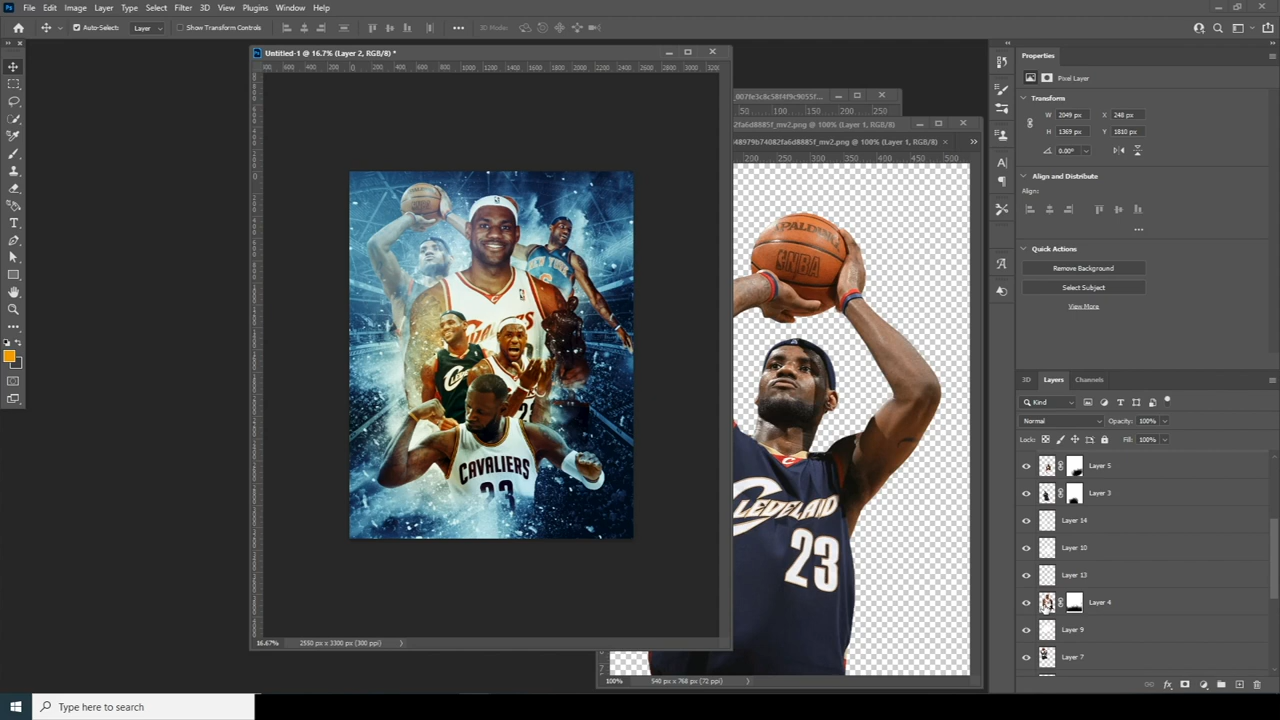 File Edit Image Layer Type Select Filter 3D View Plugins Window Help
Auto-Select: Layer Show Transform Controls 3D Mode:
Untitled-1 @ 16.7% (Layer 2, RGB/8) *
_007fe3c8c58f4f9c9055f...
2fa6d8885f_mv2.png @ 100% (Layer 1, RGB/8)
48979b74082fa6d8885f_mv2.png @ 100% (Layer 1, RGB/8)
Properties
Pixel Layer
Transform
W 2049 px X 248 px
H 1369 px Y 1810 px
0.00°
Align and Distribute
Align:
Quick Actions
Remove Background
Select Subject
View More
3D Layers Channels
Kind
Normal Opacity: 100%
Lock: Fill: 100%
Layer 5
Layer 3
Layer 14
Layer 10
Layer 13
Layer 4
Layer 9
Layer 7
SPALDING
NBA
CLEVELAND
23
NEW YORK
CAVALIERS
23
16.67% 2550 px x 3300 px (300 ppi)
100% 540 px x 768 px (72 ppi)
Type here to search